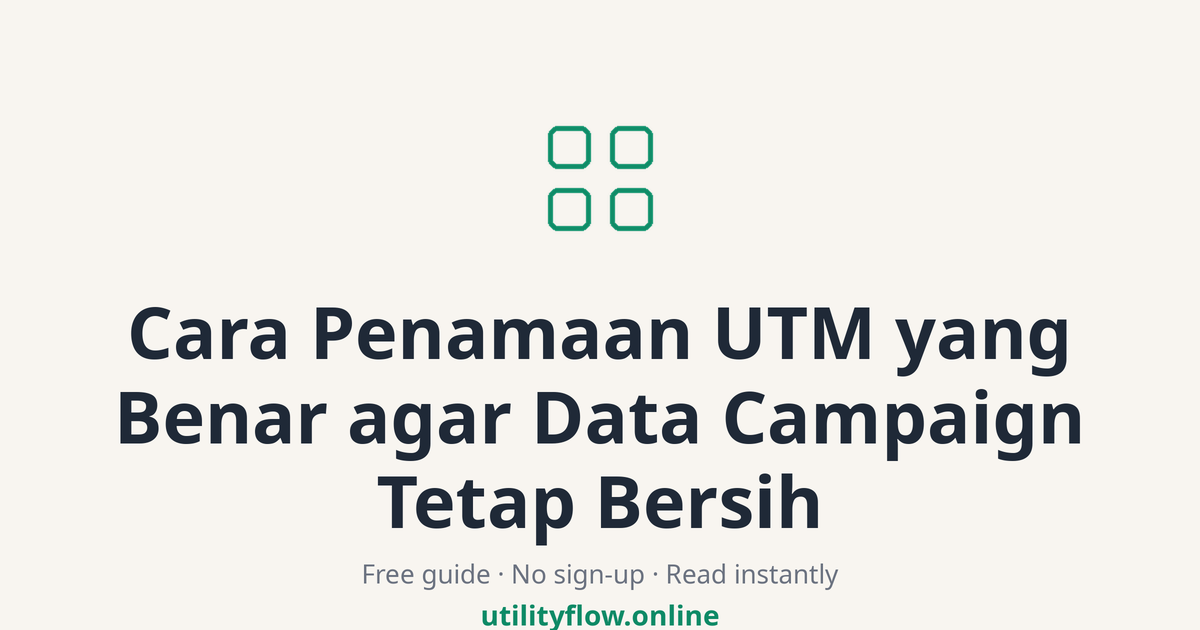 Cara Penamaan UTM yang
Benar agar Data Campaign
Tetap Bersih
Free guide · No sign-up · Read instantly
utilityflow.online